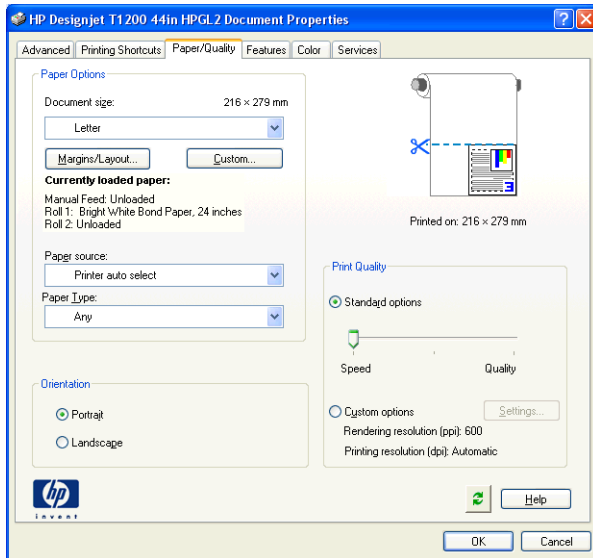 HP Designjet T1200 44in HPGL2 Document Properties
Advanced Printing Shortcuts Paper/Quality Features Color Services
Paper Options
Document size: 216 × 279 mm
Letter
Margins/Layout... Custom...
Currently loaded paper:
Manual Feed: Unloaded
Roll 1: Bright White Bond Paper, 24 inches
Roll 2: Unloaded
Paper source:
Printer auto select
Paper Type:
Any
Orientation
Portrait
Landscape
3
Printed on: 216 × 279 mm
Print Quality
Standard options
Speed Quality
Custom options Settings...
Rendering resolution (ppi): 600
Printing resolution (dpi): Automatic
hp
invent
Help
OK Cancel